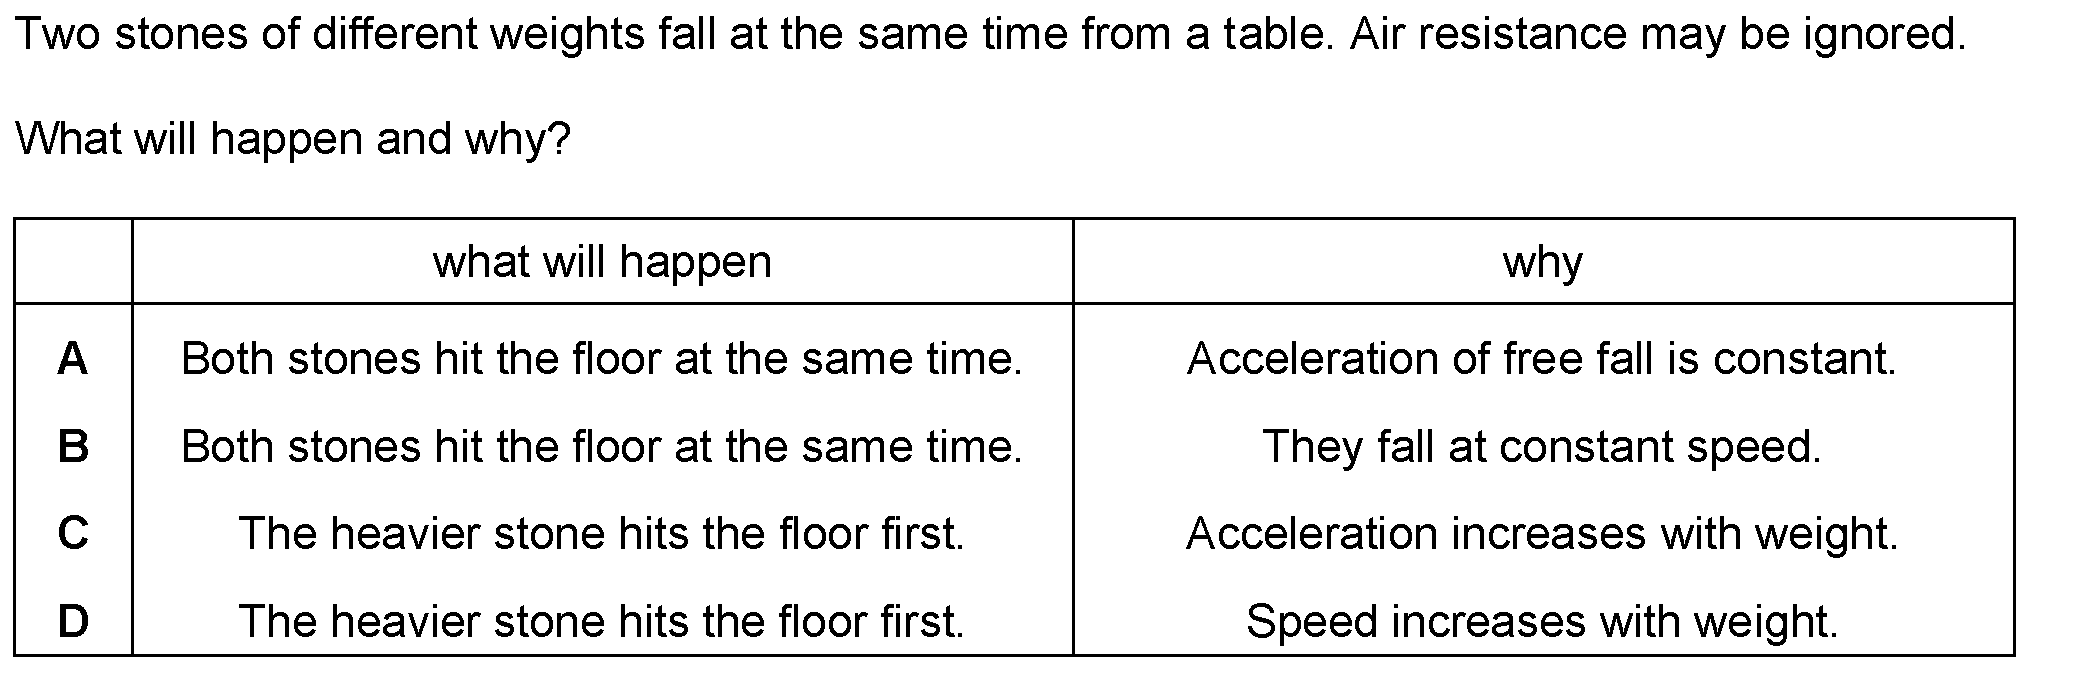 Two stones of different weights fall at the same time from a table. Air resistance may be ignored.
What will happen and why?
what will happen why
A Both stones hit the floor at the same time. Acceleration of free fall is constant.
B Both stones hit the floor at the same time. They fall at constant speed.
C The heavier stone hits the floor first. Acceleration increases with weight.
D The heavier stone hits the floor first. Speed increases with weight.